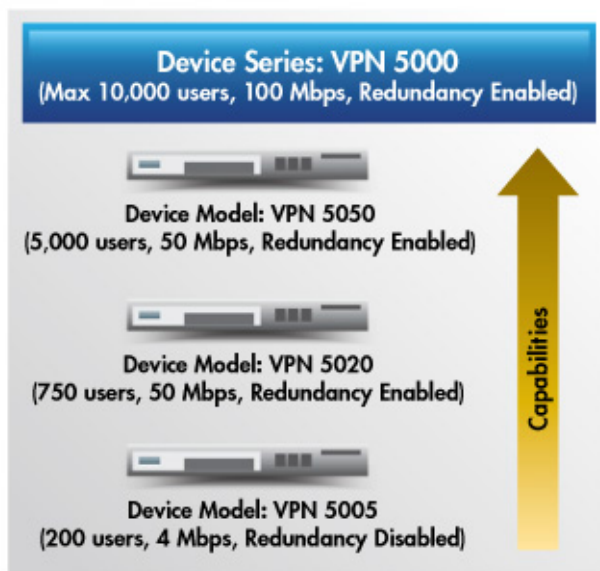 Device Series: VPN 5000
(Max 10,000 users, 100 Mbps, Redundancy Enabled)
Device Model: VPN 5050
(5,000 users, 50 Mbps, Redundancy Enabled)
Device Model: VPN 5020
(750 users, 50 Mbps, Redundancy Enabled)
Device Model: VPN 5005
(200 users, 4 Mbps, Redundancy Disabled)
Capabilities